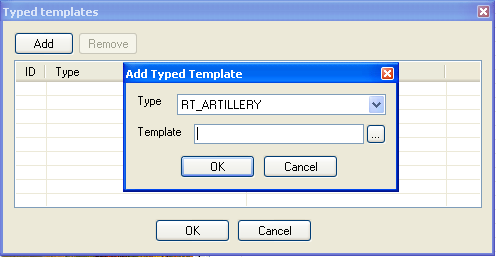 Typed templates
Add Remove
ID Type
Add Typed Template
Type RT_ARTILLERY
Template ...
OK Cancel
OK Cancel